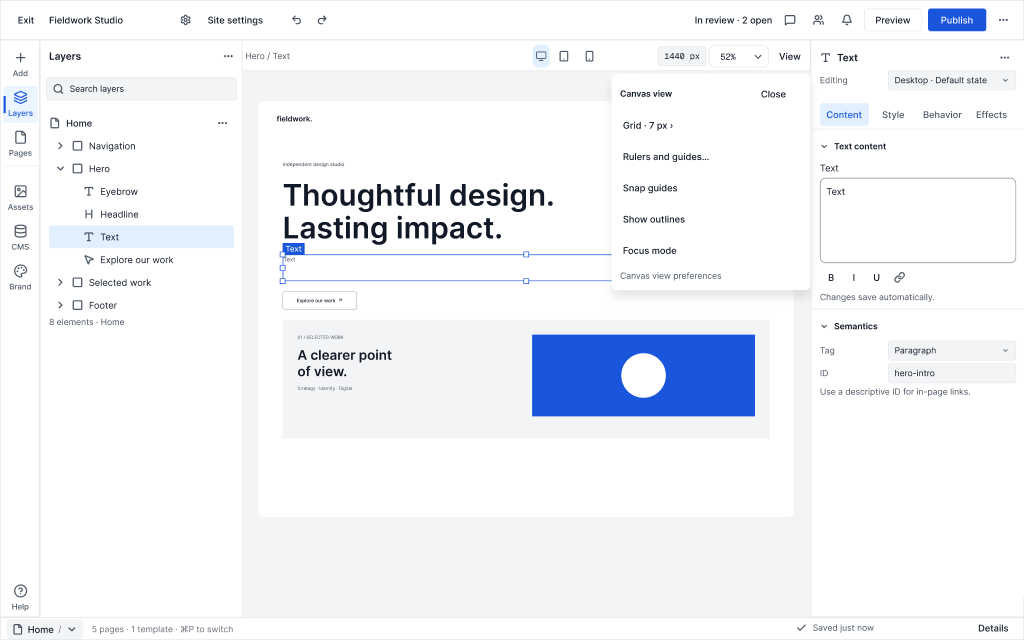 Exit Fieldwork Studio Site settings In review · 2 open Preview Publish
Add
Layers
Pages
Assets
CMS
Brand
Help
Layers
Search layers
Home
Navigation
Hero
Eyebrow
Headline
Text
Explore our work
Selected work
Footer
8 elements · Home
Hero / Text 1440 px 52% View
fieldwork.
Independent design studio
Thoughtful design.
Lasting impact.
Text
Text
Explore our work ↗
01 / SELECTED WORK
A clearer point
of view.
Strategy · Identity · Digital
Canvas view Close
Grid · 7 px ›
Rulers and guides...
Snap guides
Show outlines
Focus mode
Canvas view preferences
Text
Editing Desktop · Default state
Content Style Behavior Effects
Text content
Text
Text
B I U
Changes save automatically.
Semantics
Tag Paragraph
ID hero-intro
Use a descriptive ID for in-page links.
Home / 5 pages · 1 template · ⌘P to switch Saved just now Details